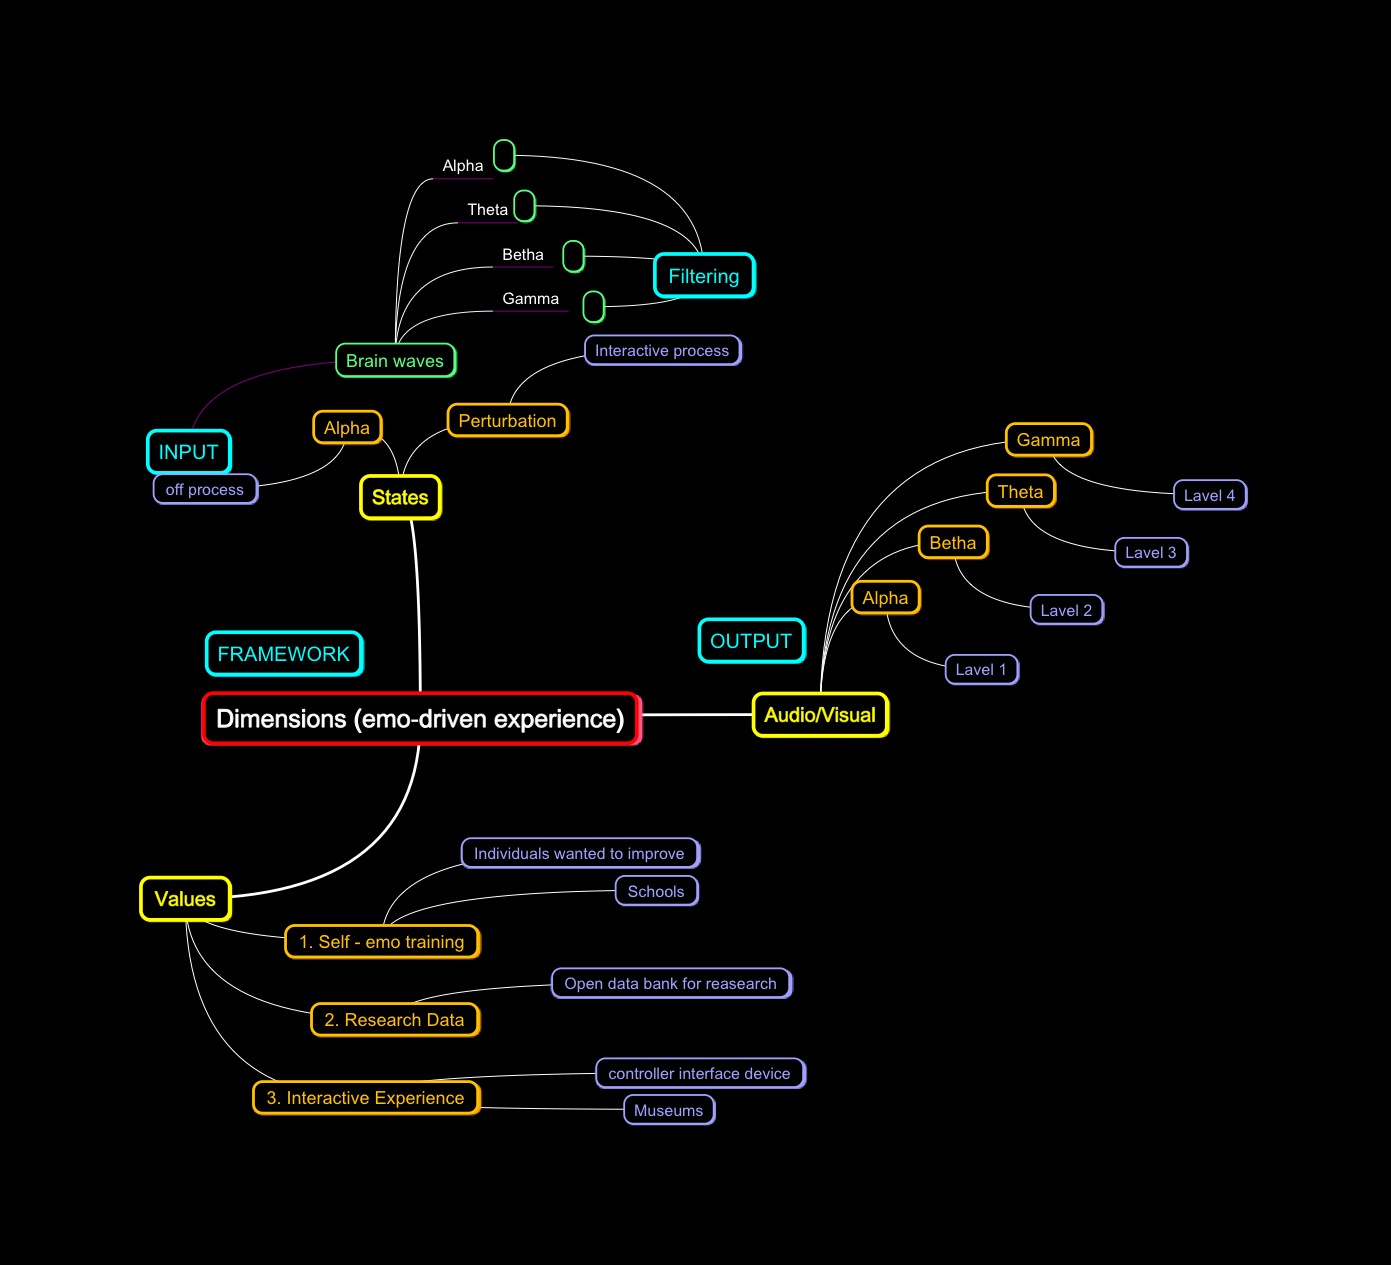 Alpha
Theta
Betha
Gamma
Filtering
Brain waves
Interactive process
Perturbation
Alpha
INPUT
off process
States
Gamma
Theta
Lavel 4
Betha
Lavel 3
Alpha
Lavel 2
Lavel 1
FRAMEWORK
OUTPUT
Dimensions (emo-driven experience)
Audio/Visual
Individuals wanted to improve
Schools
Values
1. Self - emo training
Open data bank for reasearch
2. Research Data
controller interface device
3. Interactive Experience
Museums